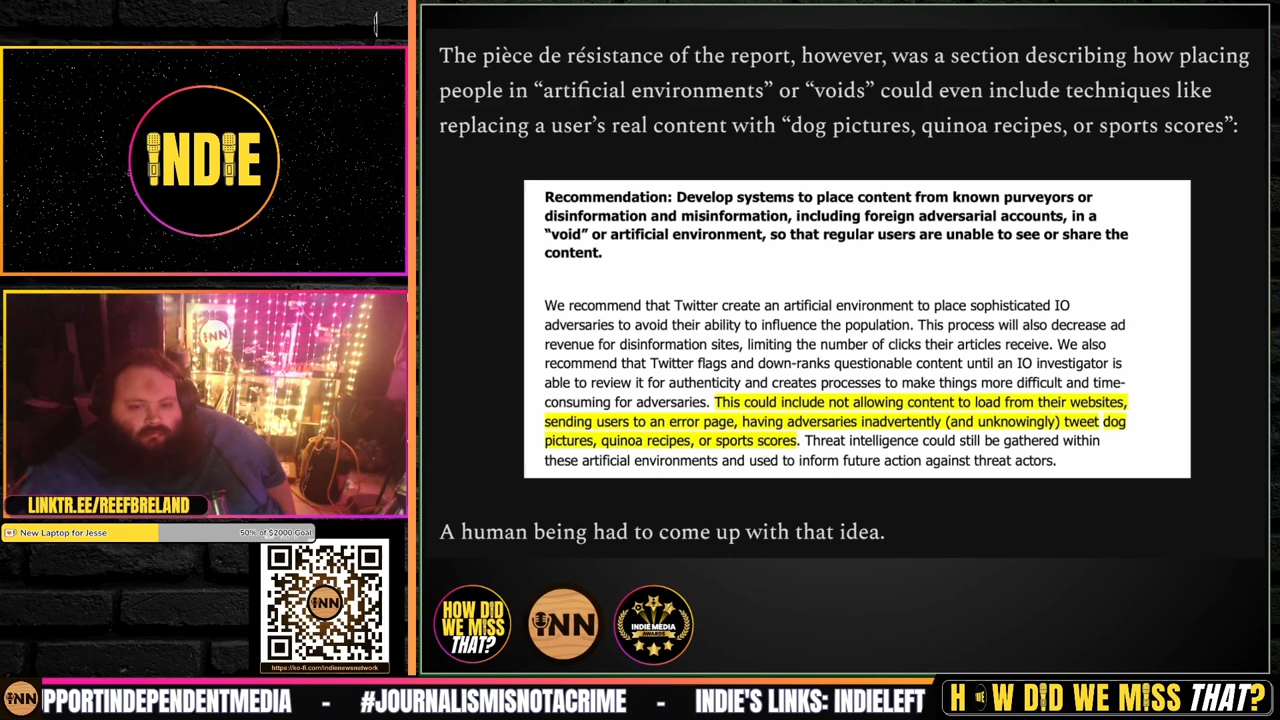 INDIE
LINKTR.EE/REEFBRELAND
New Laptop for Jesse
50% of $2000 Goal
INN
https://ko-fi.com/indienewsnetwork
The pièce de résistance of the report, however, was a section describing how placing
people in “artificial environments” or “voids” could even include techniques like
replacing a user’s real content with “dog pictures, quinoa recipes, or sports scores”:
Recommendation: Develop systems to place content from known purveyors or
disinformation and misinformation, including foreign adversarial accounts, in a
“void” or artificial environment, so that regular users are unable to see or share the
content.
We recommend that Twitter create an artificial environment to place sophisticated IO
adversaries to avoid their ability to influence the population. This process will also decrease ad
revenue for disinformation sites, limiting the number of clicks their articles receive. We also
recommend that Twitter flags and down-ranks questionable content until an IO investigator is
able to review it for authenticity and creates processes to make things more difficult and time-
consuming for adversaries. This could include not allowing content to load from their websites,
sending users to an error page, having adversaries inadvertently (and unknowingly) tweet dog
pictures, quinoa recipes, or sports scores. Threat intelligence could still be gathered within
these artificial environments and used to inform future action against threat actors.
A human being had to come up with that idea.
HOW DID
WE MISS
THAT?
INN
INDIE MEDIA
AWARDS
INN
PPORTINDEPENDENTMEDIA - #JOURNALISMISNOTACRIME - INDIE'S LINKS: INDIELEFT
HOW DID WE MISS THAT?